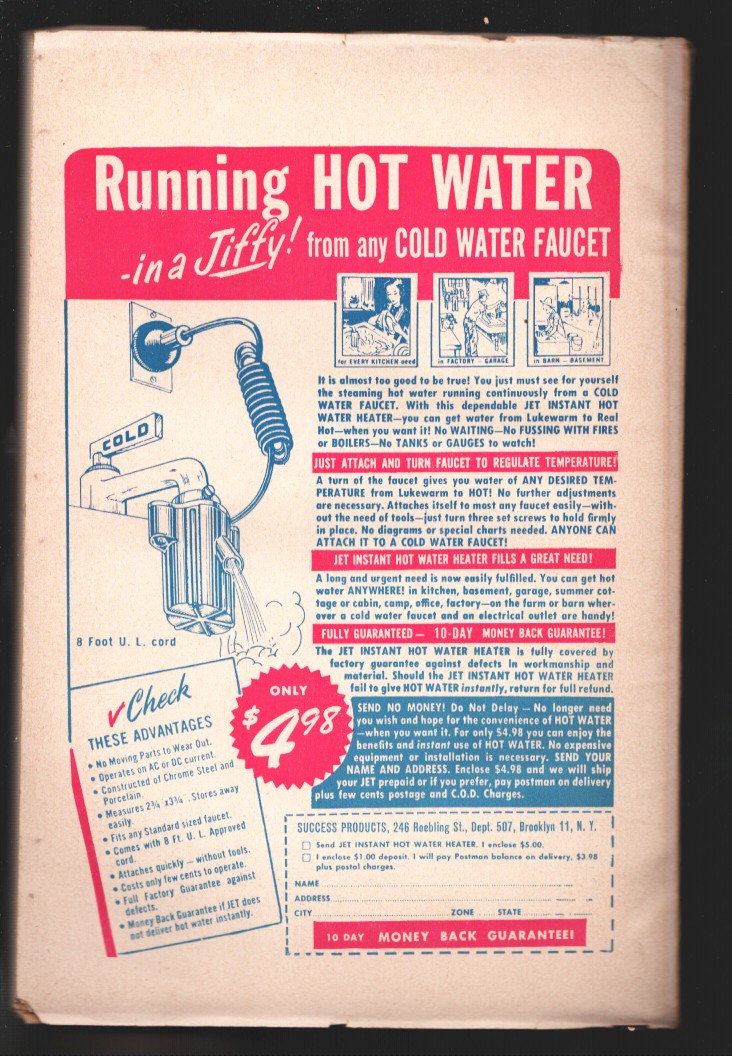 Running HOT WATER
-in a Jiffy! from any COLD WATER FAUCET
for EVERY KITCHEN need
in FACTORY - GARAGE
in BARN - BASEMENT
COLD
8 Foot U. L. cord
It is almost too good to be true! You just must see for yourself
the steaming hot water running continuously from a COLD
WATER FAUCET. With this dependable JET INSTANT HOT
WATER HEATER—you can get water from Lukewarm to Real
Hot—when you want it! No WAITING—No FUSSING WITH FIRES
or BOILERS—No TANKS or GAUGES to watch!
JUST ATTACH AND TURN FAUCET TO REGULATE TEMPERATURE!
A turn of the faucet gives you water of ANY DESIRED TEM-
PERATURE from Lukewarm to HOT! No further adjustments
are necessary. Attaches itself to most any faucet easily—with-
out the need of tools—just turn three set screws to hold firmly
in place. No diagrams or special charts needed. ANYONE CAN
ATTACH IT TO A COLD WATER FAUCET!
JET INSTANT HOT WATER HEATER FILLS A GREAT NEED!
A long and urgent need is now easily fulfilled. You can get hot
water ANYWHERE! in kitchen, basement, garage, summer cot-
tage or cabin, camp, office, factory—on the farm or barn wher-
ever a cold water faucet and an electrical outlet are handy!
FULLY GUARANTEED— 10-DAY MONEY BACK GUARANTEE!
The JET INSTANT HOT WATER HEATER is fully covered by
factory guarantee against defects in workmanship and
material. Should the JET INSTANT HOT WATER HEATER
fail to give HOT WATER instantly, return for full refund.
ONLY
$4.98
SEND NO MONEY! Do Not Delay — No longer need
you wish and hope for the convenience of HOT WATER
—when you want it. For only $4.98 you can enjoy the
benefits and instant use of HOT WATER. No expensive
equipment or installation is necessary. SEND YOUR
NAME AND ADDRESS. Enclose $4.98 and we will ship
your JET prepaid or if you prefer, pay postman on delivery
plus few cents postage and C.O.D. Charges.
✓Check
THESE ADVANTAGES
• No Moving Parts to Wear Out.
• Operates on AC or DC current.
• Constructed of Chrome Steel and
Porcelain.
• Measures 2¾ x3¼. Stores away
easily.
• Fits any Standard sized faucet.
• Comes with 8 Ft. U. L. Approved
cord.
• Attaches quickly — without tools.
• Costs only few cents to operate.
• Full Factory Guarantee against
defects.
• Money Back Guarantee if JET does
not deliver hot water instantly.
SUCCESS PRODUCTS, 246 Roebling St., Dept. 507, Brooklyn 11, N. Y.
Send JET INSTANT HOT WATER HEATER. I enclose $5.00.
I enclose $1.00 deposit. I will pay Postman balance on delivery, $3.98
plus postal charges.
NAME
ADDRESS
CITY ZONE STATE
10 DAY MONEY BACK GUARANTEE!